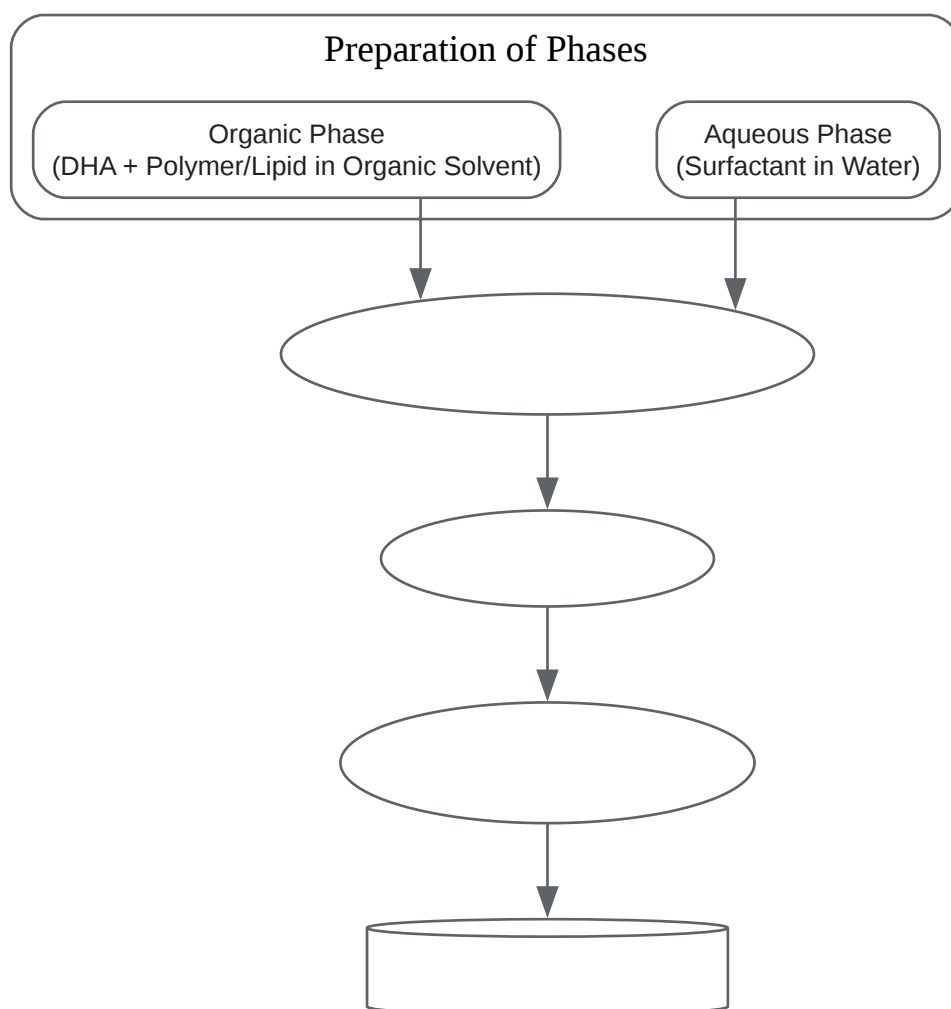 Preparation of Phases
Organic Phase
(DHA + Polymer/Lipid in Organic Solvent)
Aqueous Phase
(Surfactant in Water)